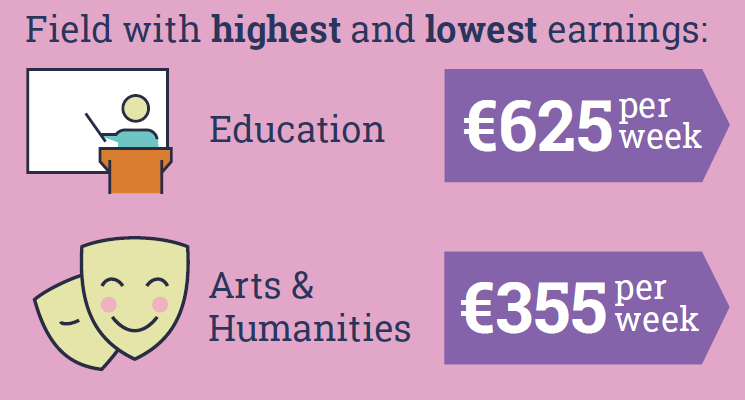 Field with highest and lowest earnings:
Education
€625 per week
Arts &
Humanities
€355 per week